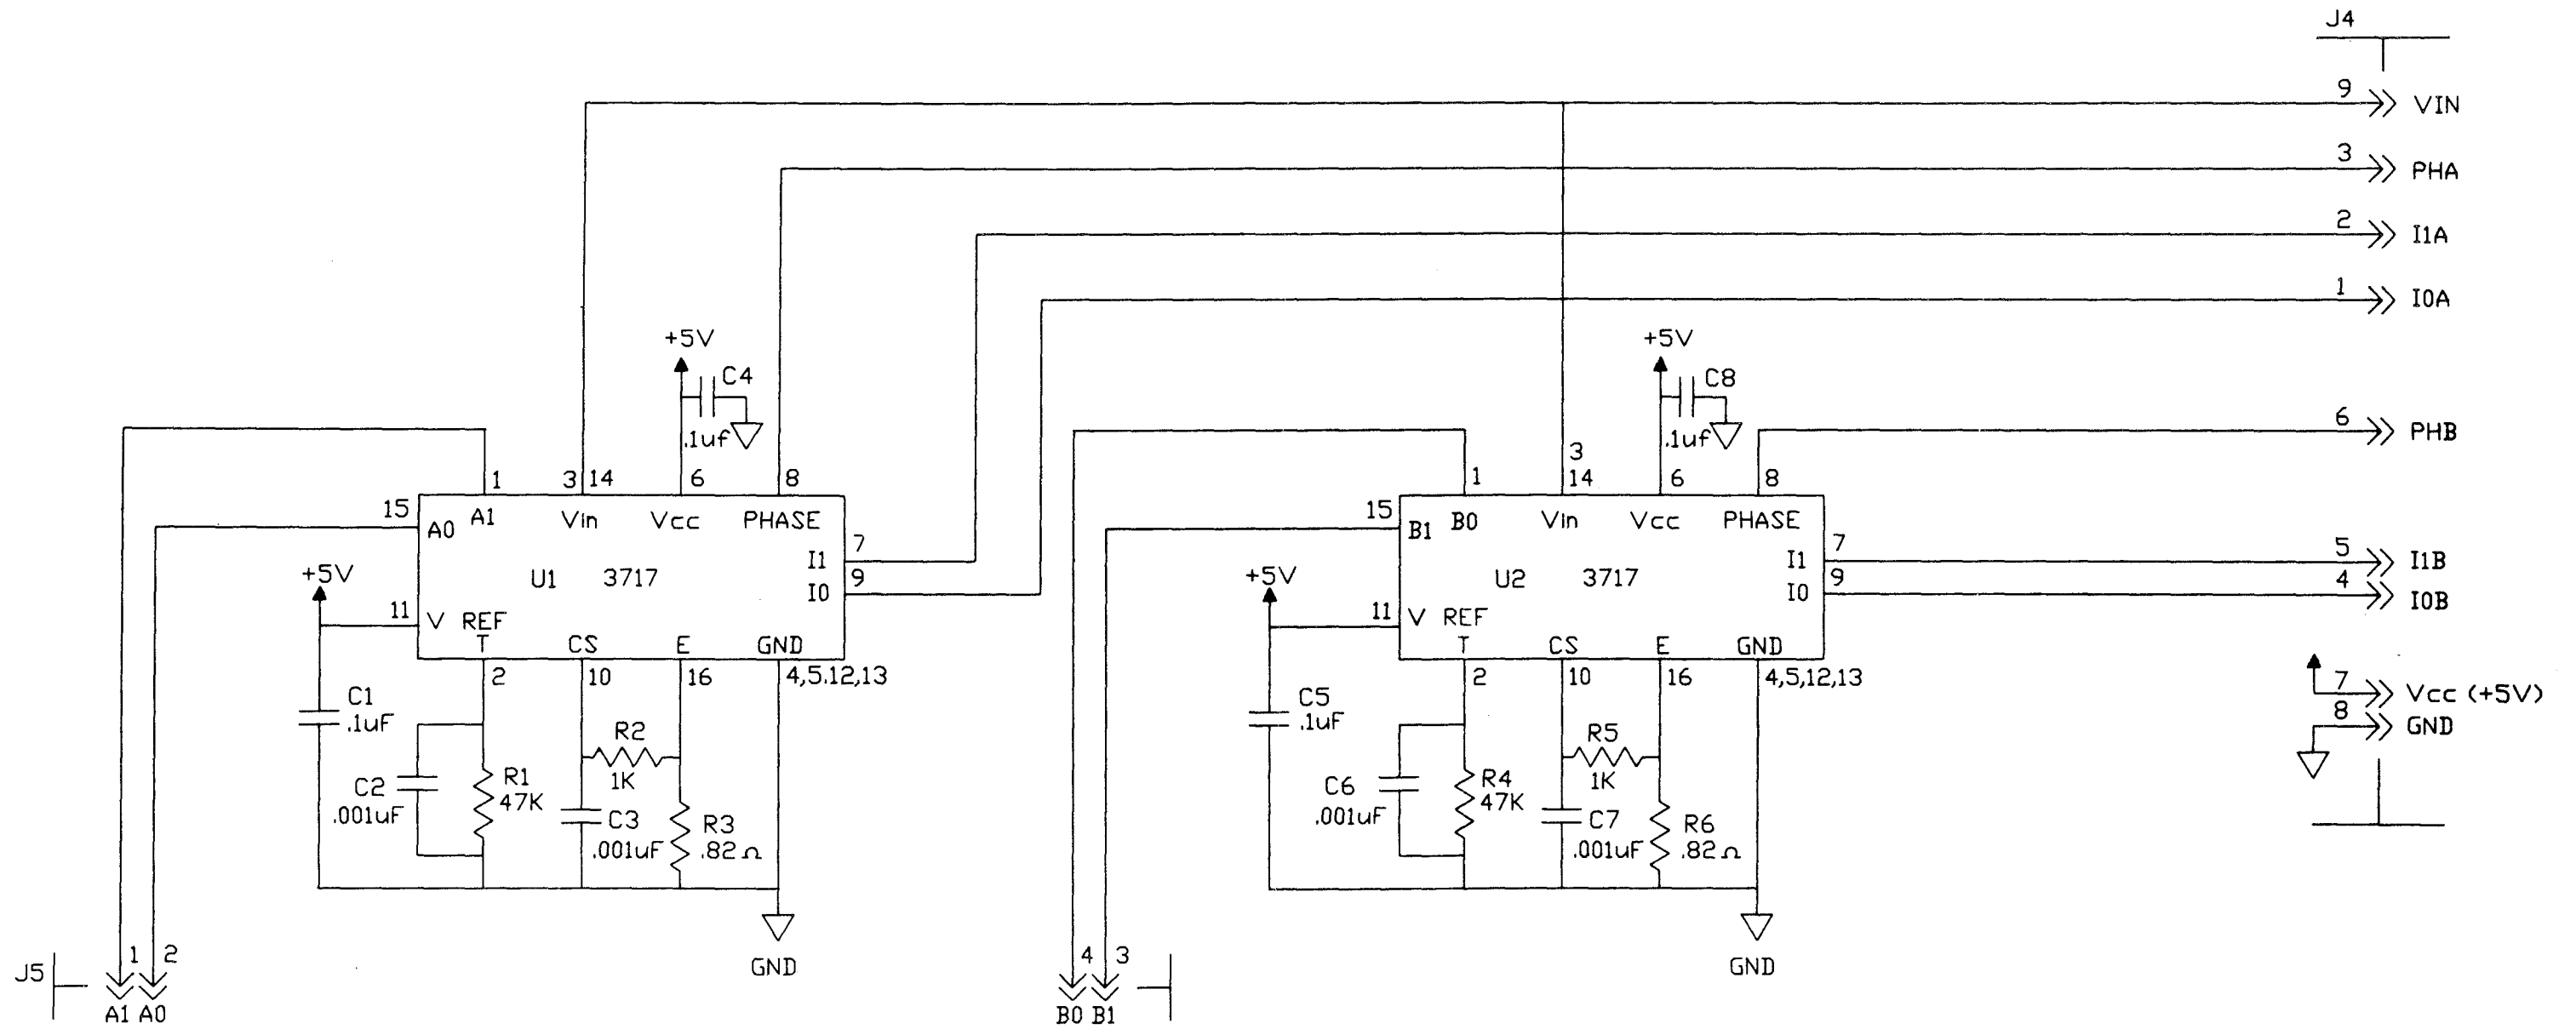 J4
9 VIN
3 PHA
2 I1A
1 I0A
+5V +5V
C4 C8
.1uf .1uf
6 PHB
1 3 14 6 8
3
1 14 6 8
15 A0 A1 Vin Vcc PHASE
15 B1 B0 Vin Vcc PHASE
I1 7
I1 7 5 I1B
U1 3717 I0 9
U2 3717 I0 9 4 I0B
+5V +5V
11 V REF
11 V REF
T CS E GND
T CS E GND
2 10 16 4,5.12,13
2 10 16 4,5,12,13
7 Vcc (+5V)
8 GND
C1
.1uF
C5
.1uF
R2
1K
R5
1K
C2
.001uF
R1
47K
C6
.001uF
R4
47K
C3
.001uF
R3
.82Ω
C7
.001uF
R6
.82Ω
GND GND
J5 1 2 4 3
A1 A0 B0 B1